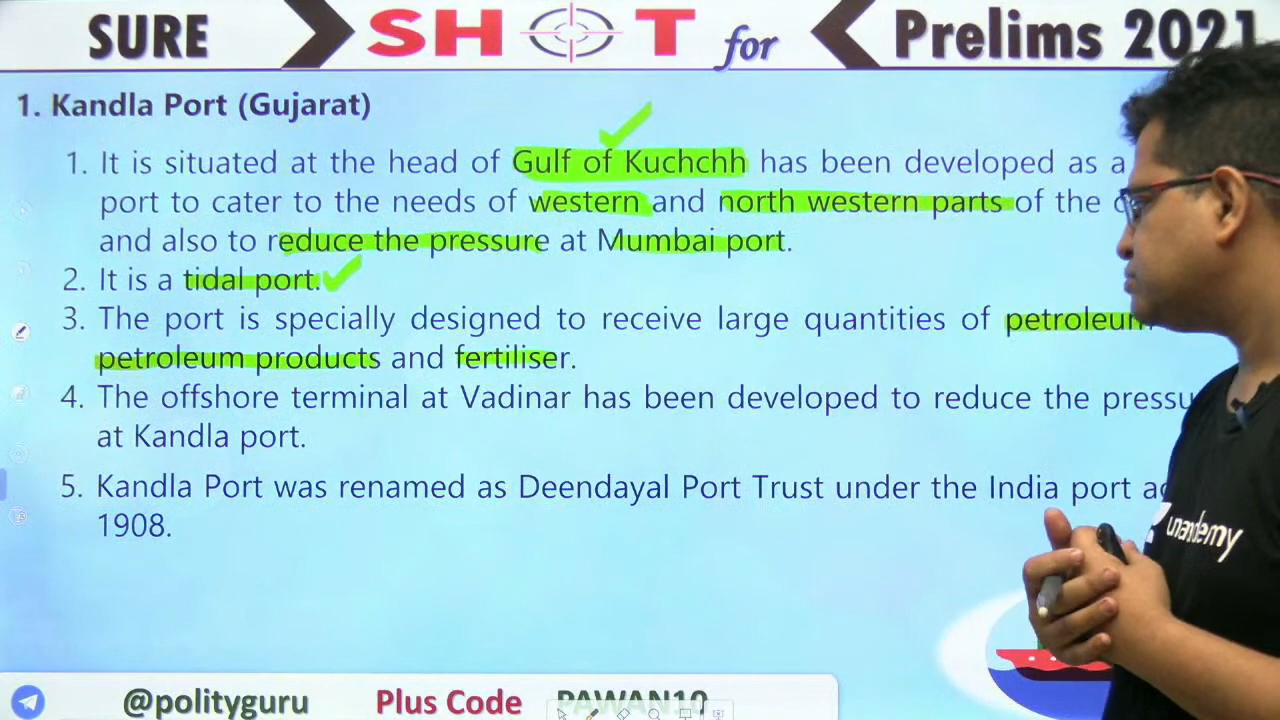 SURE SHOT for Prelims 2021
1. Kandla Port (Gujarat)
1. It is situated at the head of Gulf of Kuchchh has been developed as a
port to cater to the needs of western and north western parts of the
and also to reduce the pressure at Mumbai port.
2. It is a tidal port.
3. The port is specially designed to receive large quantities of petroleum
petroleum products and fertiliser.
4. The offshore terminal at Vadinar has been developed to reduce the
at Kandla port.
5. Kandla Port was renamed as Deendayal Port Trust under the India port
1908.
unacademy
@polityguru Plus Code PAWAN10